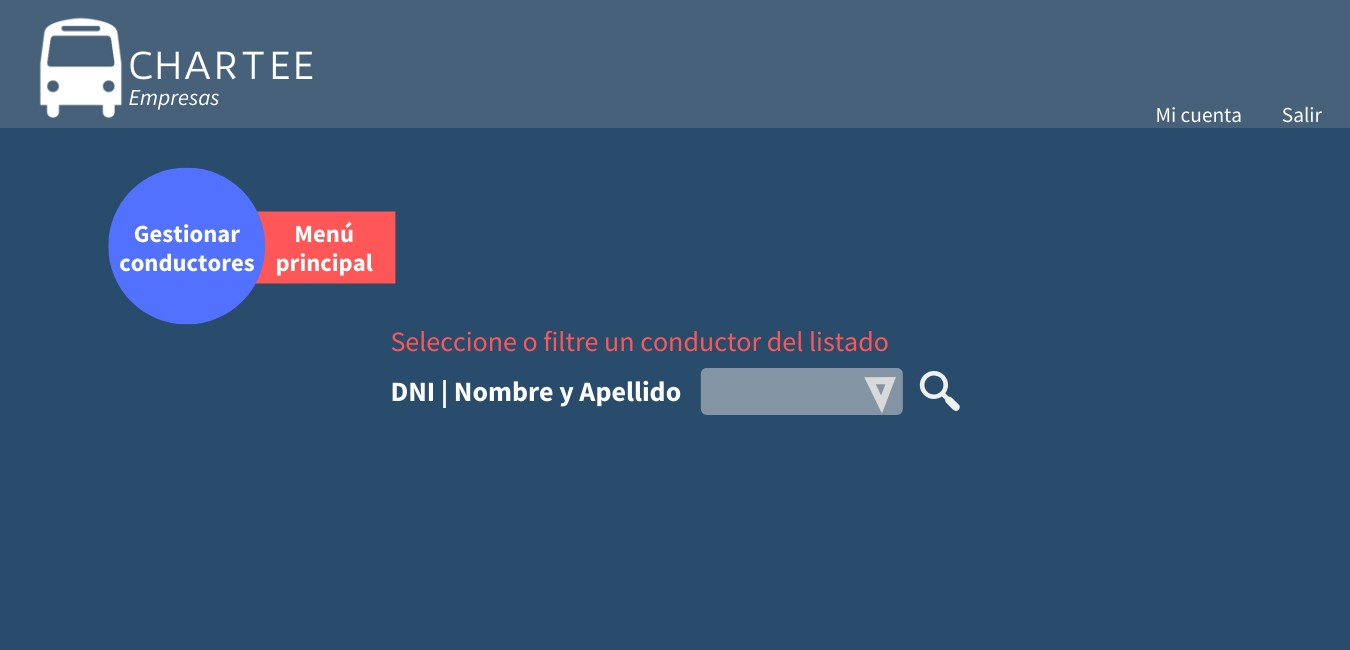 CHARTEE
Empresas
Mi cuenta
Salir
Gestionar
conductores
Menú
principal
Seleccione o filtre un conductor del listado
DNI | Nombre y Apellido